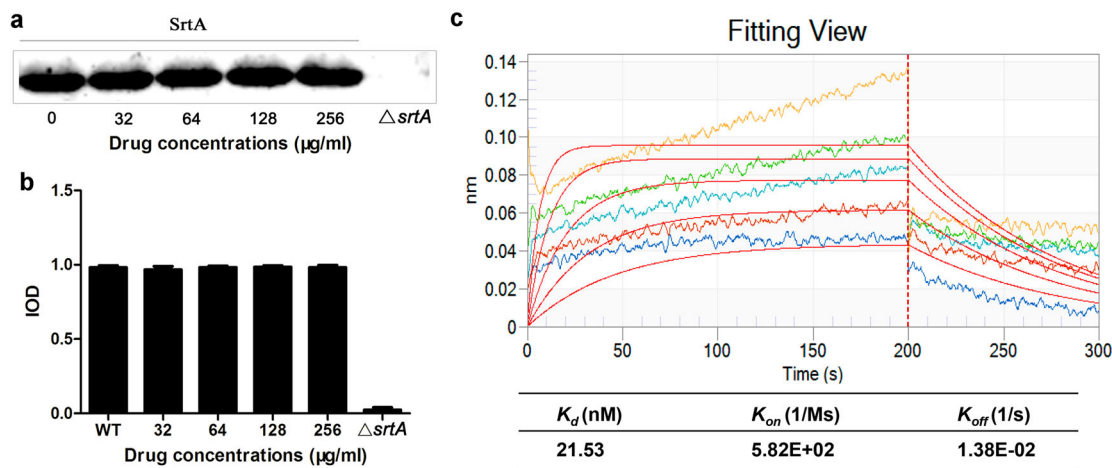 a
SrtA
0 32 64 128 256 △srtA
Drug concentrations (µg/ml)
b
1.5
1.0
0.5
0.0
IOD
WT 32 64 128 256 △srtA
Drug concentrations (µg/ml)
c
Fitting View
0.14
0.12
0.10
0.08
0.06
0.04
0.02
0
nm
0 50 100 150 200 250 300
Time (s)
Kd (nM) Kon (1/Ms) Koff (1/s)
21.53 5.82E+02 1.38E-02